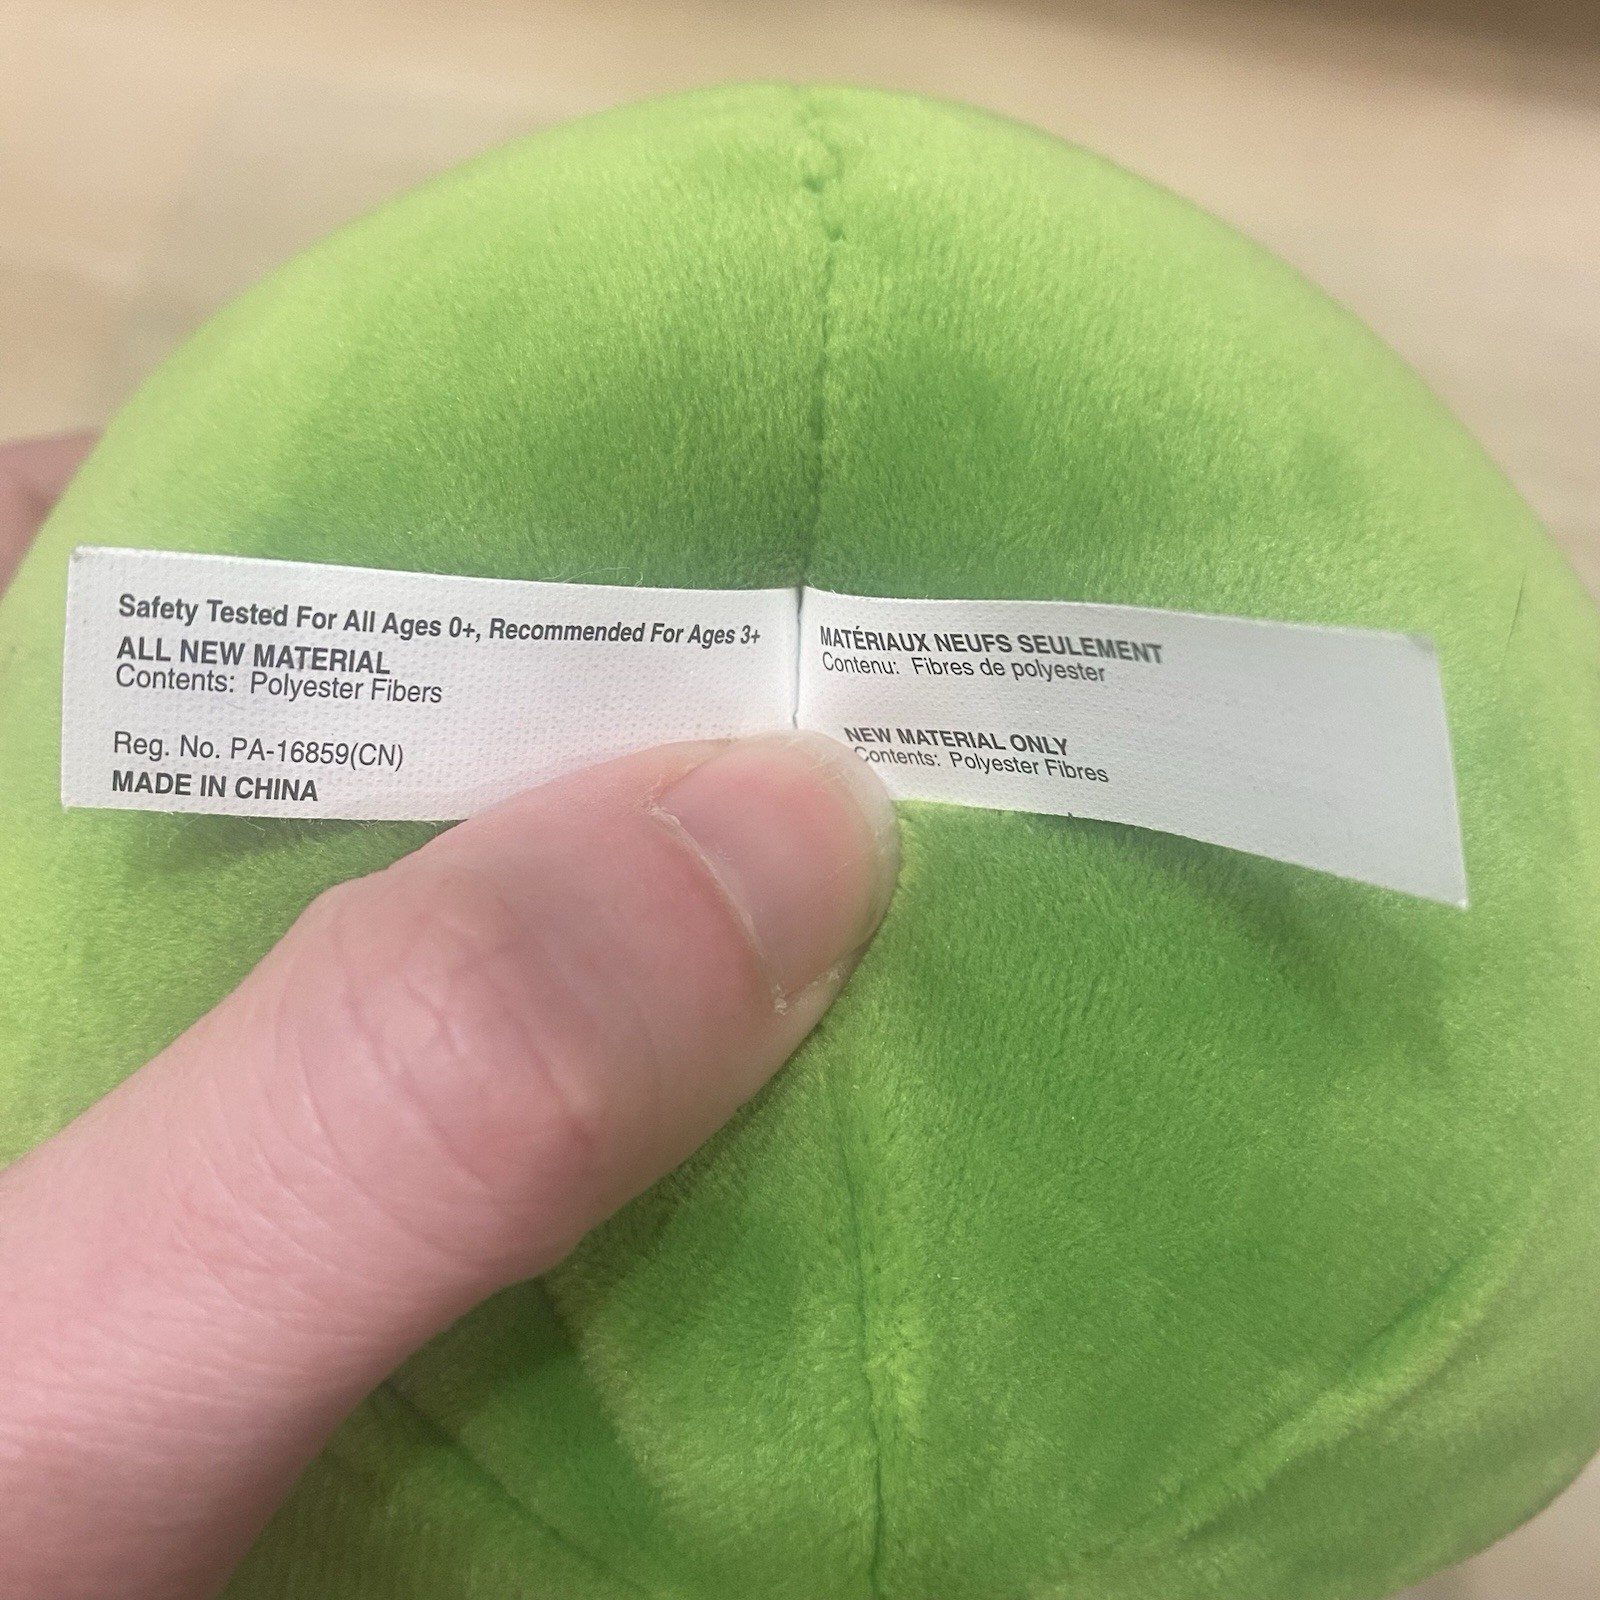 Safety Tested For All Ages 0+, Recommended For Ages 3+
ALL NEW MATERIAL
Contents: Polyester Fibers
Reg. No. PA-16859(CN)
MADE IN CHINA
MATÉRIAUX NEUFS SEULEMENT
Contenu: Fibres de polyester
NEW MATERIAL ONLY
Contents: Polyester Fibres